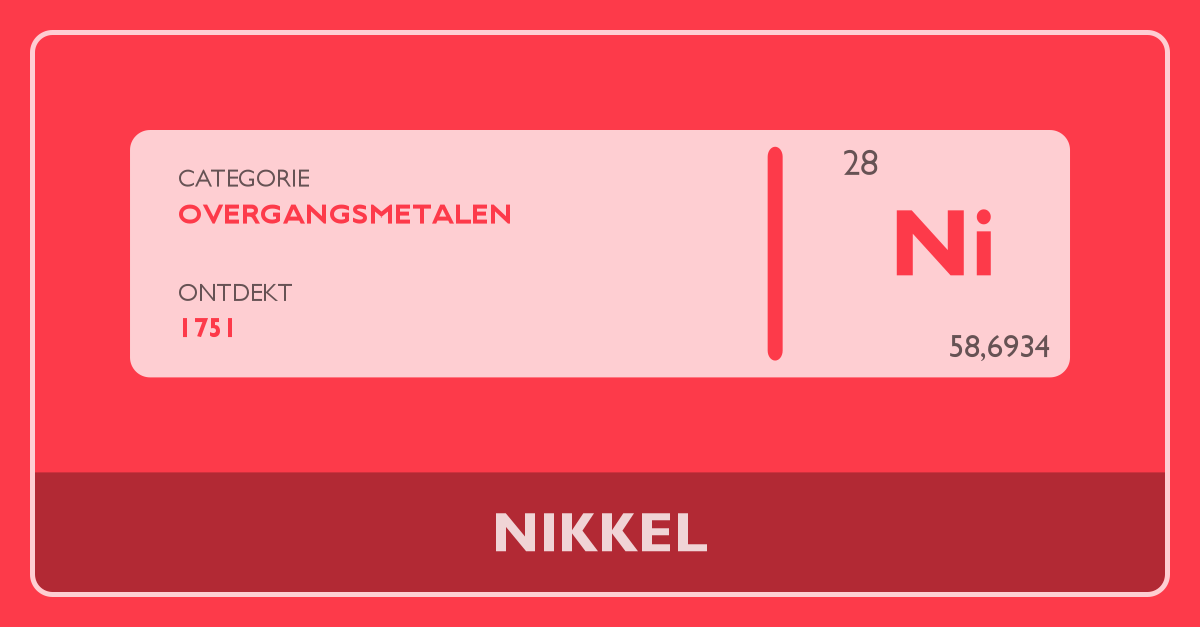 CATEGORIE
OVERGANGSMETALEN
ONTDEKT
1751
28
Ni
58,6934
NIKKEL